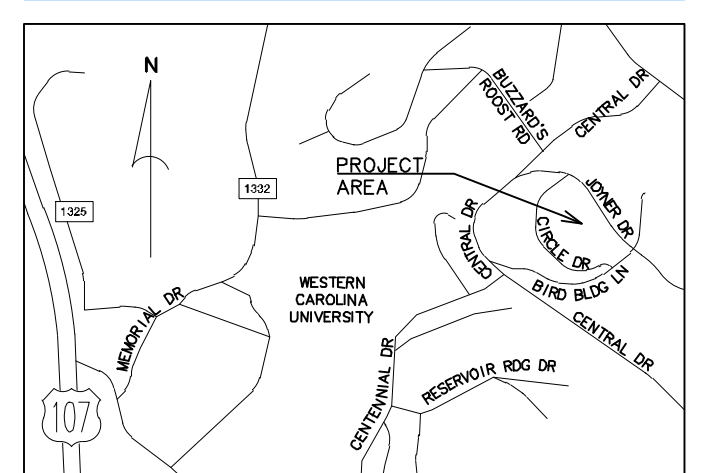 N
BUZZARD'S
ROOST RD
CENTRAL DR
PROJECT
AREA
1332
1325
JOYNER DR
CENTRAL DR
CIRCLE DR
BIRD BLDG LN
WESTERN
CAROLINA
UNIVERSITY
MEMORIAL DR
CENTRAL DR
CENTENNIAL DR
RESERVOIR RDG DR
107